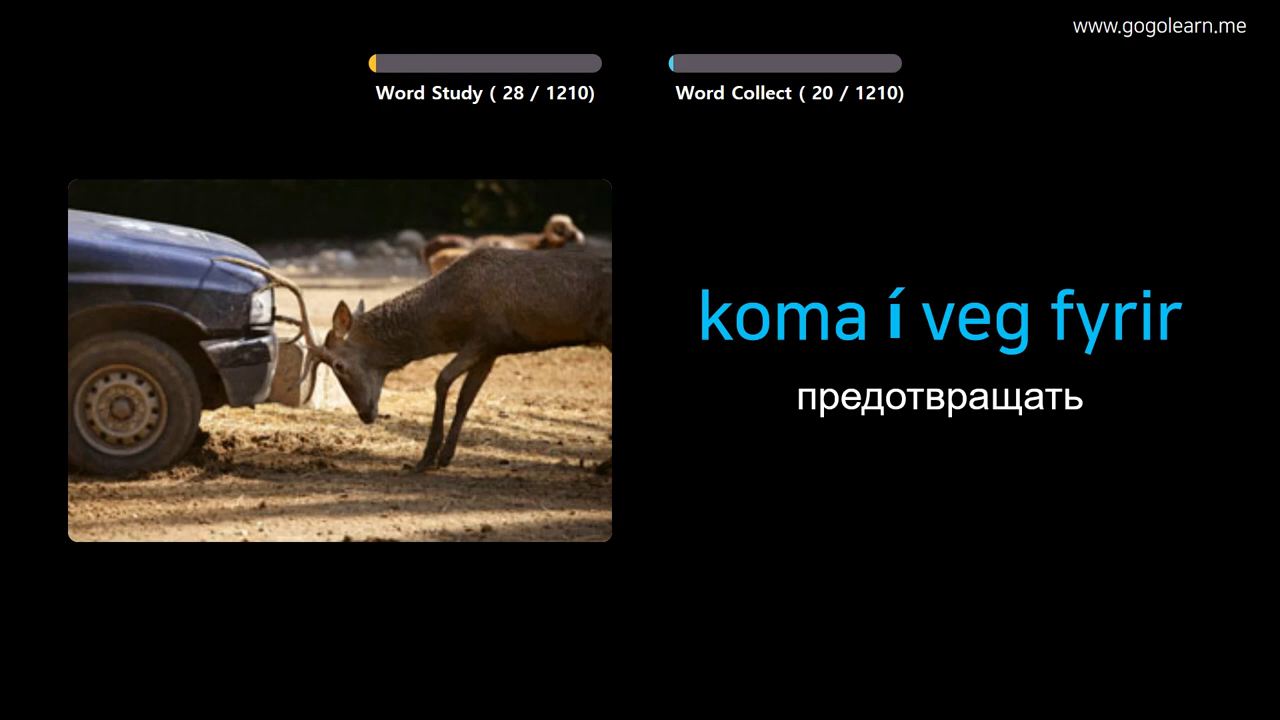 www.gogolearn.me
Word Study ( 28 / 1210)
Word Collect ( 20 / 1210)
koma í veg fyrir
предотвращать